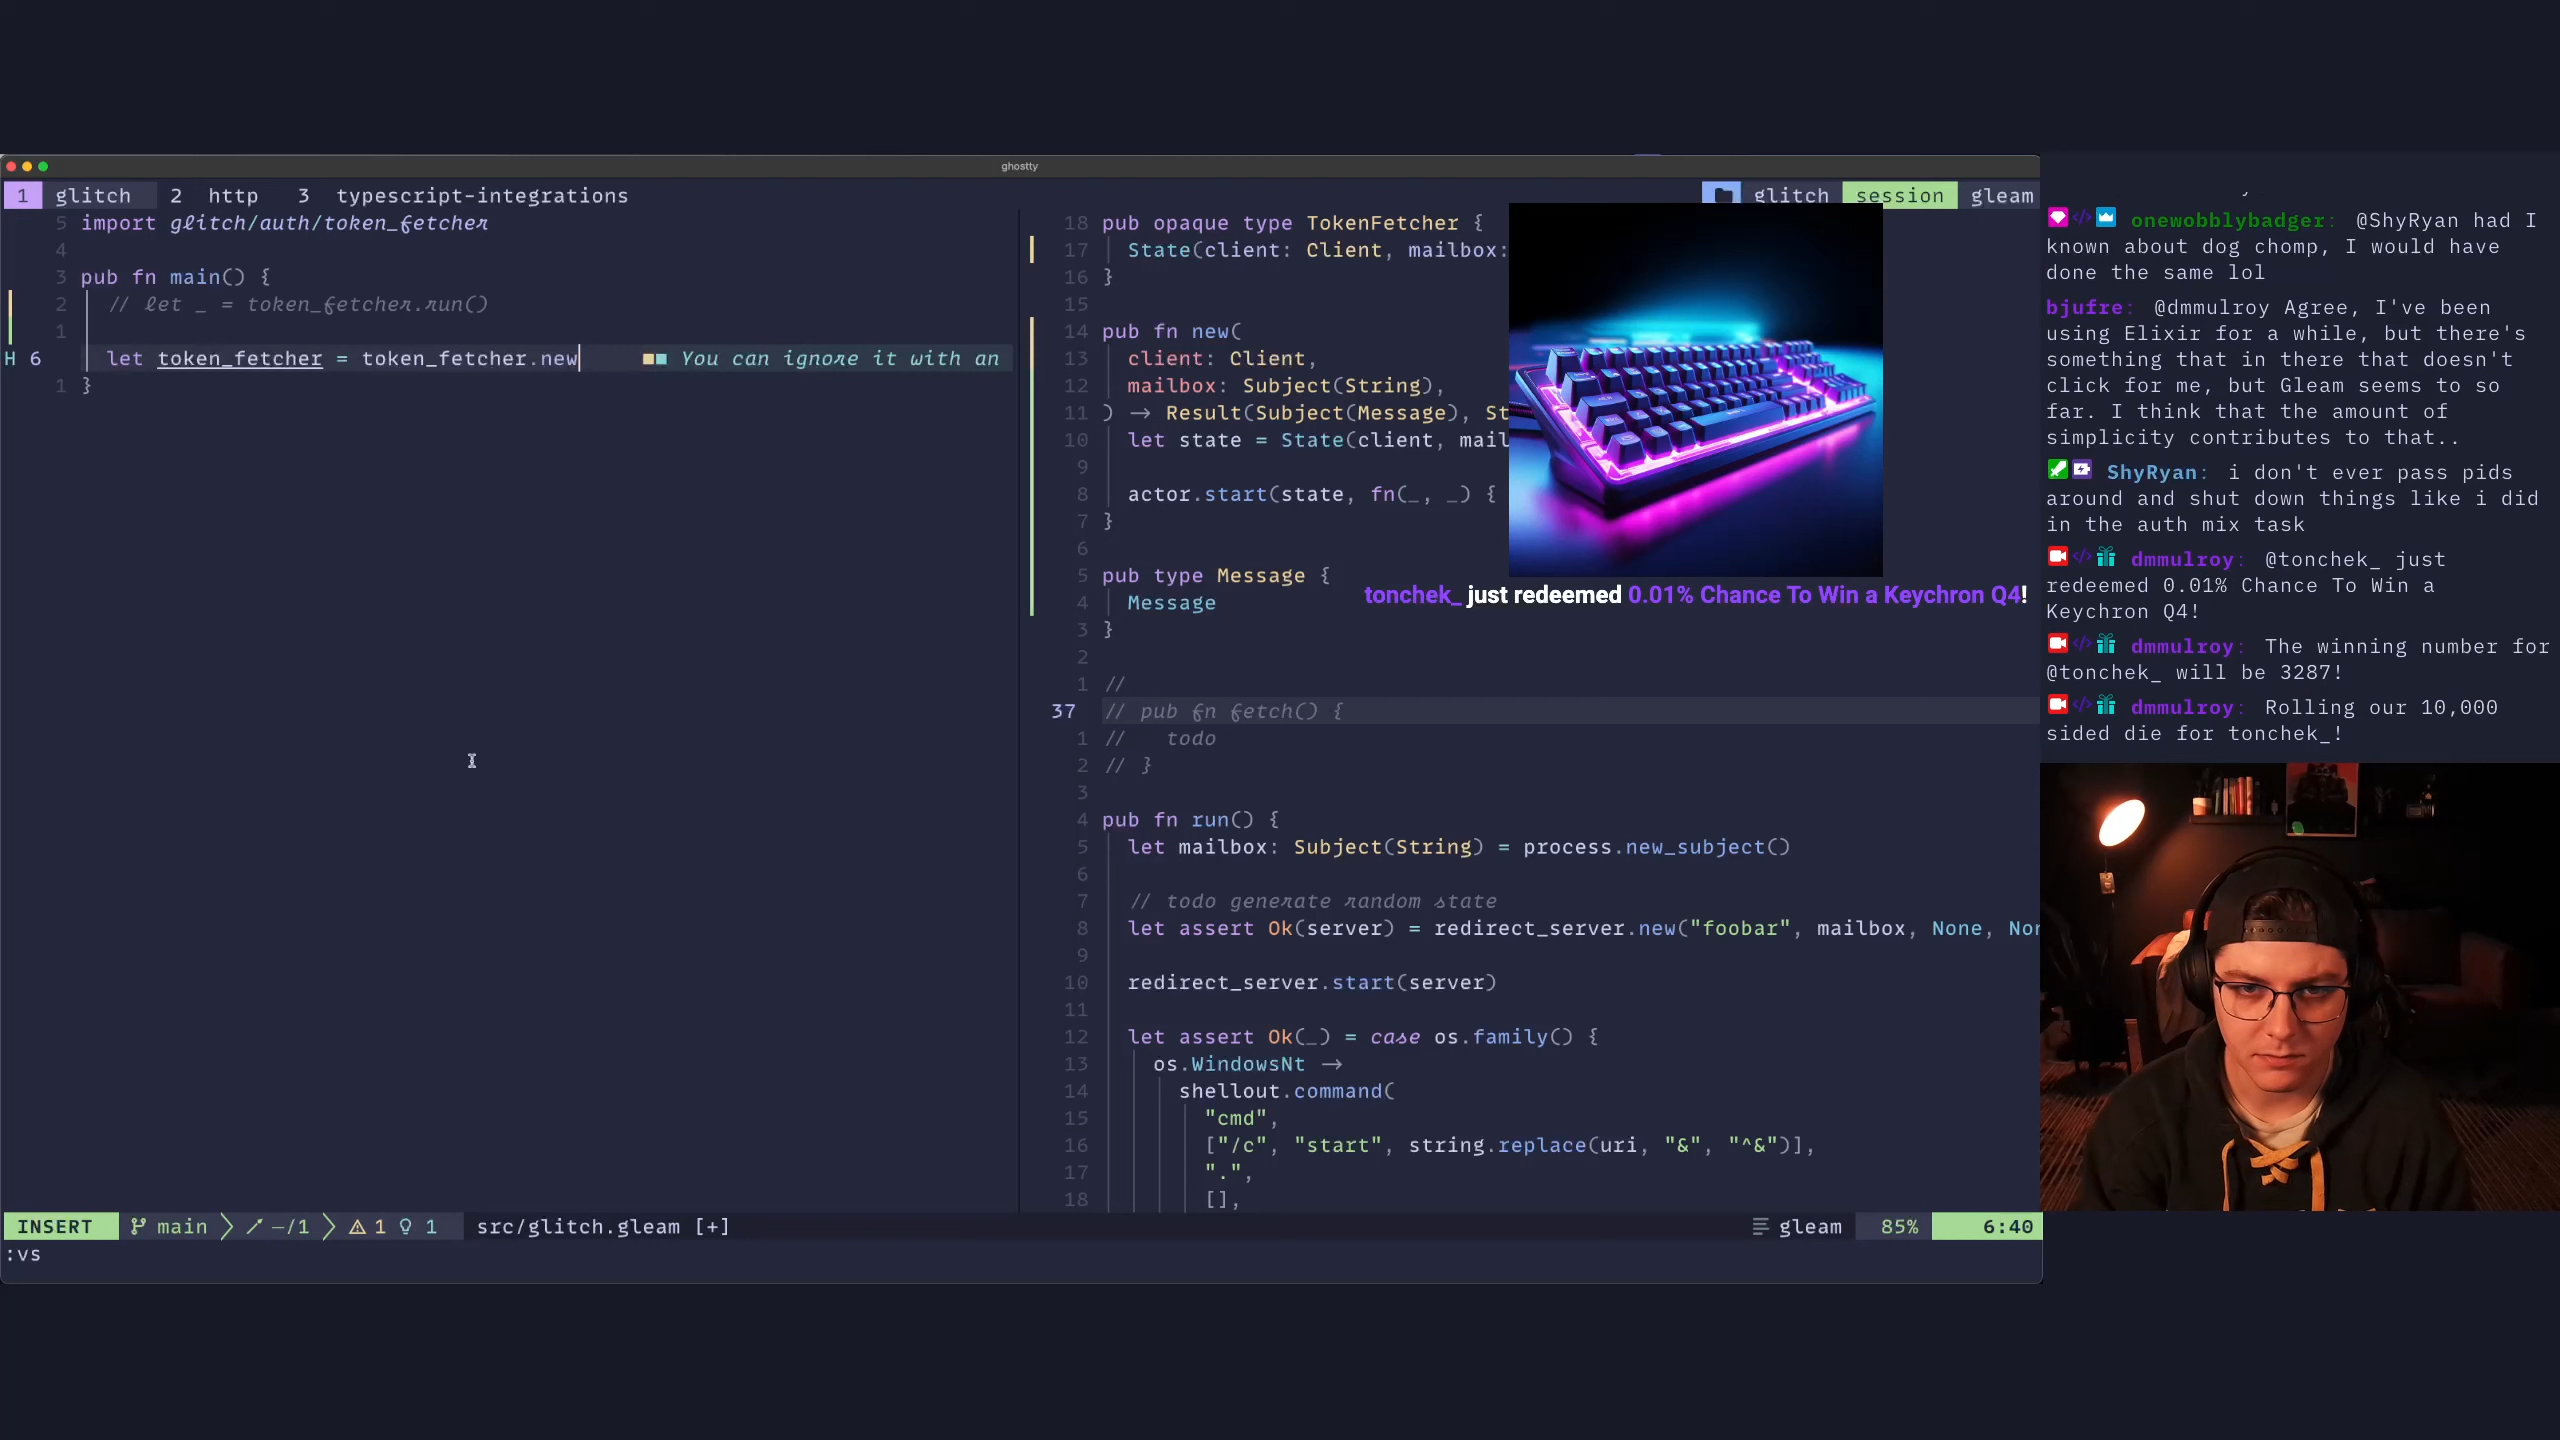 ghostty
1 glitch 2 http 3 typescript-integrations
glitch session gleam
5 import glitch/auth/token_fetcher
4
3 pub fn main() {
2 // let _ = token_fetcher.run()
1
H 6 let token_fetcher = token_fetcher.new You can ignore it with an
1 }
18 pub opaque type TokenFetcher {
17 State(client: Client, mailbox:
16 }
15
14 pub fn new(
13 client: Client,
12 mailbox: Subject(String),
11 ) -> Result(Subject(Message), St
10 let state = State(client, mail
9
8 actor.start(state, fn(_, _) {
7 }
6
5 pub type Message {
4 Message
3 }
2
1 //
37 // pub fn fetch() {
1 // todo
2 // }
3
4 pub fn run() {
5 let mailbox: Subject(String) = process.new_subject()
6
7 // todo generate random state
8 let assert Ok(server) = redirect_server.new("foobar", mailbox, None, Non
9
10 redirect_server.start(server)
11
12 let assert Ok(_) = case os.family() {
13 os.WindowsNt ->
14 shellout.command(
15 "cmd",
16 ["/c", "start", string.replace(uri, "&", "^&")],
17 ".",
18 [],
tonchek_ just redeemed 0.01% Chance To Win a Keychron Q4!
INSERT main -/1 1 1 src/glitch.gleam [+] gleam 85% 6:40
:vs
onewobblybadger: @ShyRyan had I
known about dog chomp, I would have
done the same lol
bjufre: @dmmulroy Agree, I've been
using Elixir for a while, but there's
something that in there that doesn't
click for me, but Gleam seems to so
far. I think that the amount of
simplicity contributes to that..
ShyRyan: i don't ever pass pids
around and shut down things like i did
in the auth mix task
dmmulroy: @tonchek_ just
redeemed 0.01% Chance To Win a
Keychron Q4!
dmmulroy: The winning number for
@tonchek_ will be 3287!
dmmulroy: Rolling our 10,000
sided die for tonchek_!